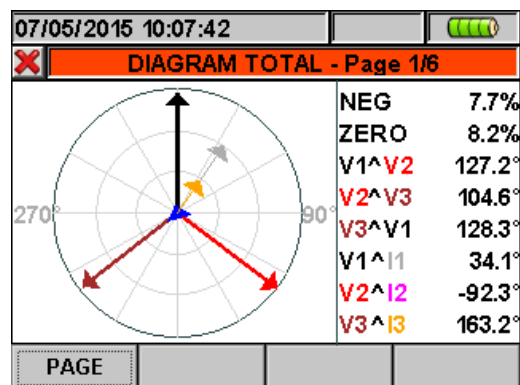 07/05/2015 10:07:42
DIAGRAM TOTAL - Page 1/6
270°
90°
NEG 7.7%
ZERO 8.2%
V1^V2 127.2°
V2^V3 104.6°
V3^V1 128.3°
V1^I1 34.1°
V2^I2 -92.3°
V3^I3 163.2°
PAGE